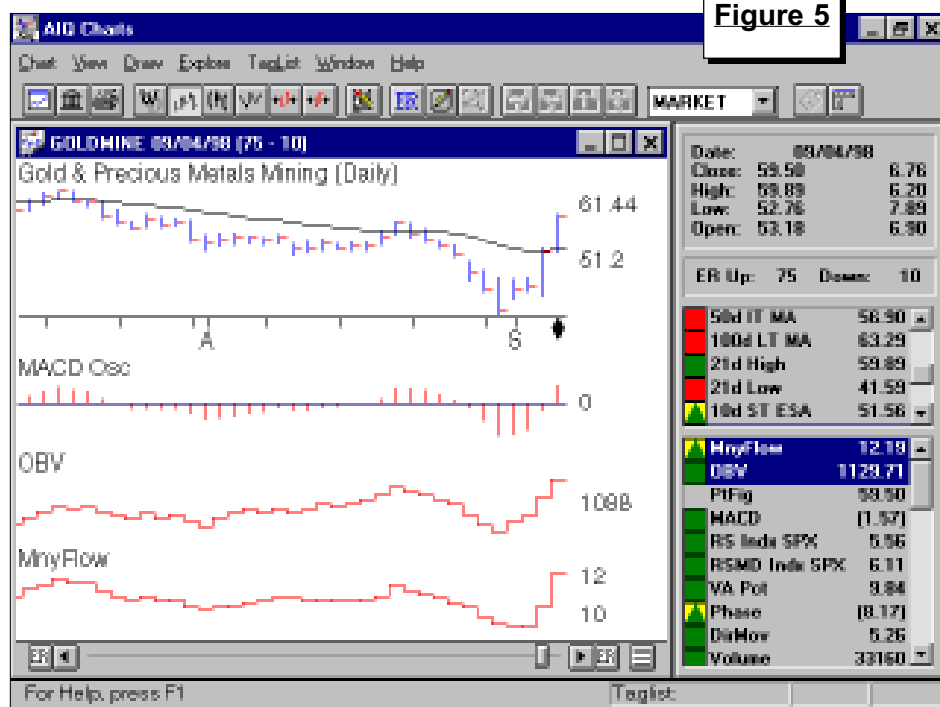 Figure 5
AIQ Charts
Chart View Draw Explore TagList Window Help
ER
MARKET
GOLDMINE 09/04/98 (75 - 10)
Gold & Precious Metals Mining (Daily)
61.44
51.2
A
S
MACD Osc
0
OBV
1098
MnyFlow
12
10
ER
ER
Date: 09/04/98
Close: 59.50 6.76
High: 59.89 6.20
Low: 52.76 7.89
Open: 53.18 6.90
ER Up: 75 Down: 10
50d IT MA 56.90
100d LT MA 63.29
21d High 59.89
21d Low 41.59
10d ST ESA 51.56
MnyFlow 12.19
OBV 1129.71
PtFig 59.50
MACD (1.57)
RS Indx SPX 5.56
RSMD Indx SPX 6.11
VA Pct 9.84
Phase (8.17)
DirMov 5.26
Volume 33160
For Help, press F1
Taglist: